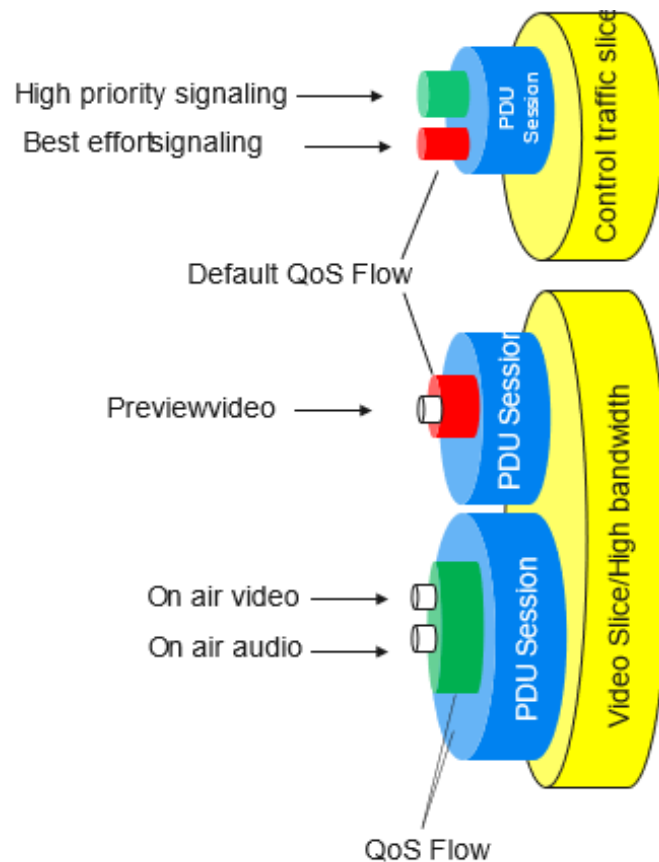 High priority signaling
Best effortsignaling
PDU
Session
Control traffic slice
Default QoS Flow
Previewvideo
PDU Session
On air video
On air audio
PDU Session
Video Slice/High bandwidth
QoS Flow